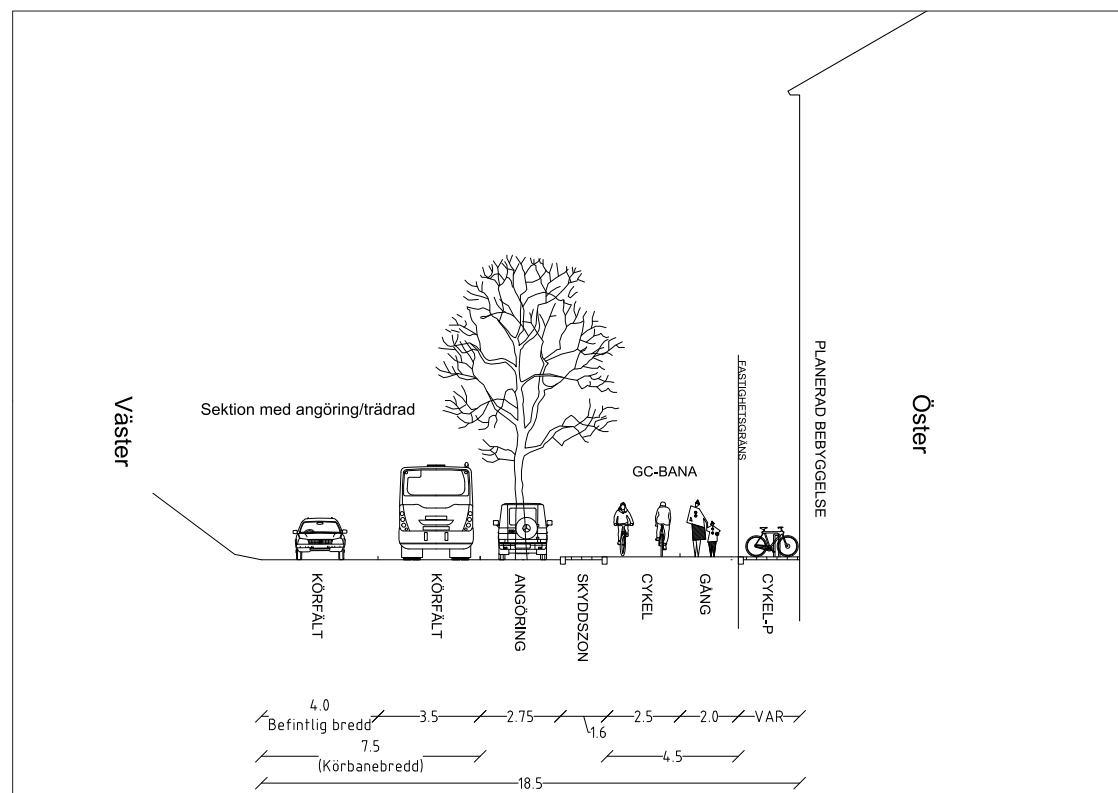 Sektion med angöring/trädrad
Väster
Öster
GC-BANA
FASTIGHETSGRÄNS
PLANERAD BEBYGGELSE
KÖRFÄLT
KÖRFÄLT
ANGÖRING
SKYDDSZON
CYKEL
GÅNG
CYKEL-P
4.0
Befintlig bredd
3.5
2.75
1.6
2.5
2.0
VAR
7.5
(Körbanebredd)
4.5
18.5